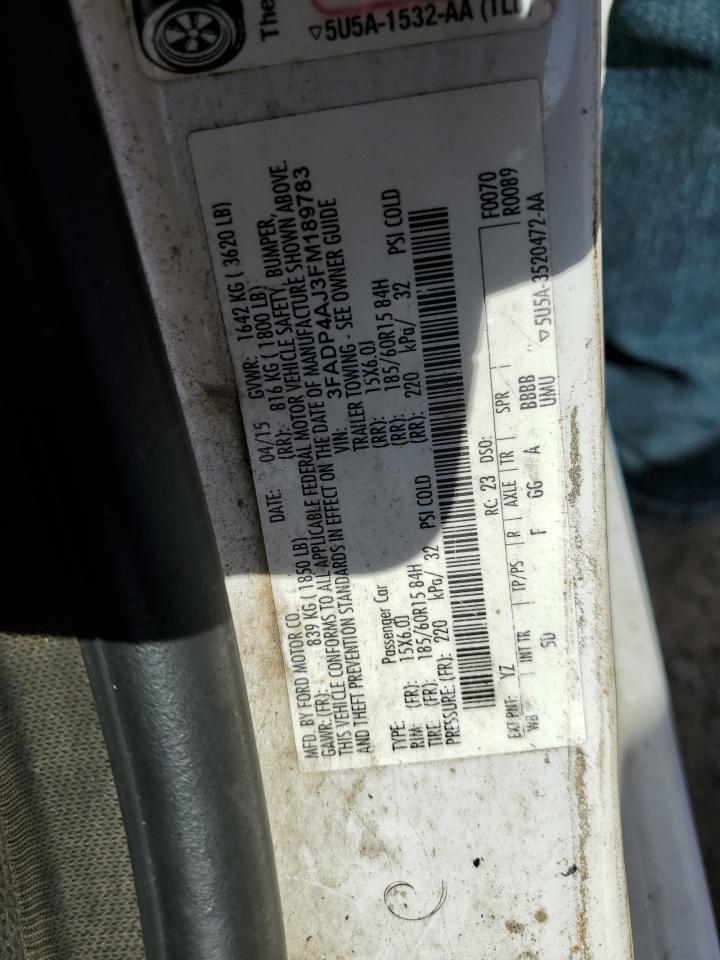 The
▽5U5A-1532-AA (TLL
MFD. BY FORD MOTOR CO. DATE: 04/15 GVWR: 1642 KG ( 3620 LB)
GAWR: (FR): 839 KG ( 1850 LB) (RR): 816 KG ( 1800 LB)
THIS VEHICLE CONFORMS TO ALL APPLICABLE FEDERAL MOTOR VEHICLE SAFETY, BUMPER,
AND THEFT PREVENTION STANDARDS IN EFFECT ON THE DATE OF MANUFACTURE SHOWN ABOVE.
VIN: 3FADP4AJ3FM189783
TYPE: Passenger Car TRAILER TOWING - SEE OWNER GUIDE
RIM: (FR): 15X6.0J (RR): 15X6.0J
TIRE: (FR): 185/60R15 84H (RR): 185/60R15 84H
PRESSURE: (FR): 220 kPa/ 32 PSI COLD (RR): 220 kPa/ 32 PSI COLD
EXT PNT: YZ RC: 23 DSO: F0070
WB INT TR TP/PS R AXLE TR SPR R0089
5D F GG A BBBB
UMU ▽5U5A-3520472-AA